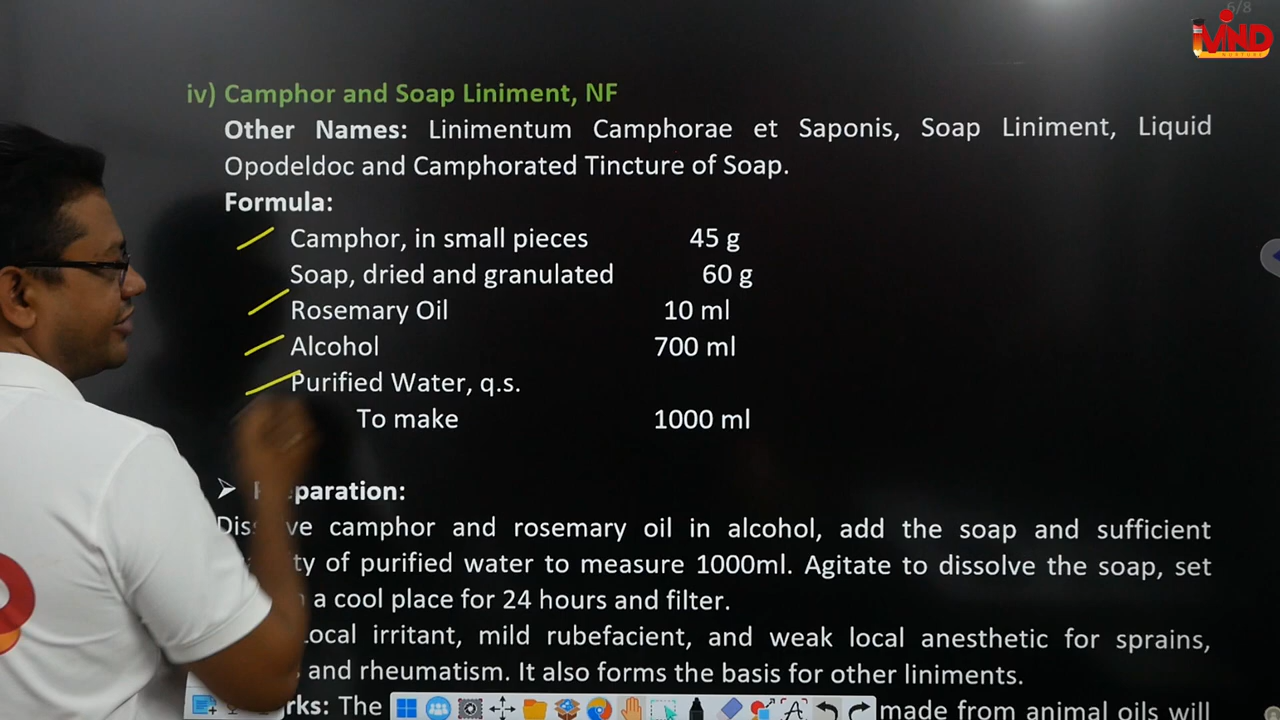 6/8
MIND
NURTURE
iv) Camphor and Soap Liniment, NF
Other Names: Linimentum Camphorae et Saponis, Soap Liniment, Liquid
Opodeldoc and Camphorated Tincture of Soap.
Formula:
Camphor, in small pieces 45 g
Soap, dried and granulated 60 g
Rosemary Oil 10 ml
Alcohol 700 ml
Purified Water, q.s.
To make 1000 ml
paration:
camphor and rosemary oil in alcohol, add the soap and sufficient
of purified water to measure 1000ml. Agitate to dissolve the soap, set
a cool place for 24 hours and filter.
Local irritant, mild rubefacient, and weak local anesthetic for sprains,
and rheumatism. It also forms the basis for other liniments.
rks: The made from animal oils will